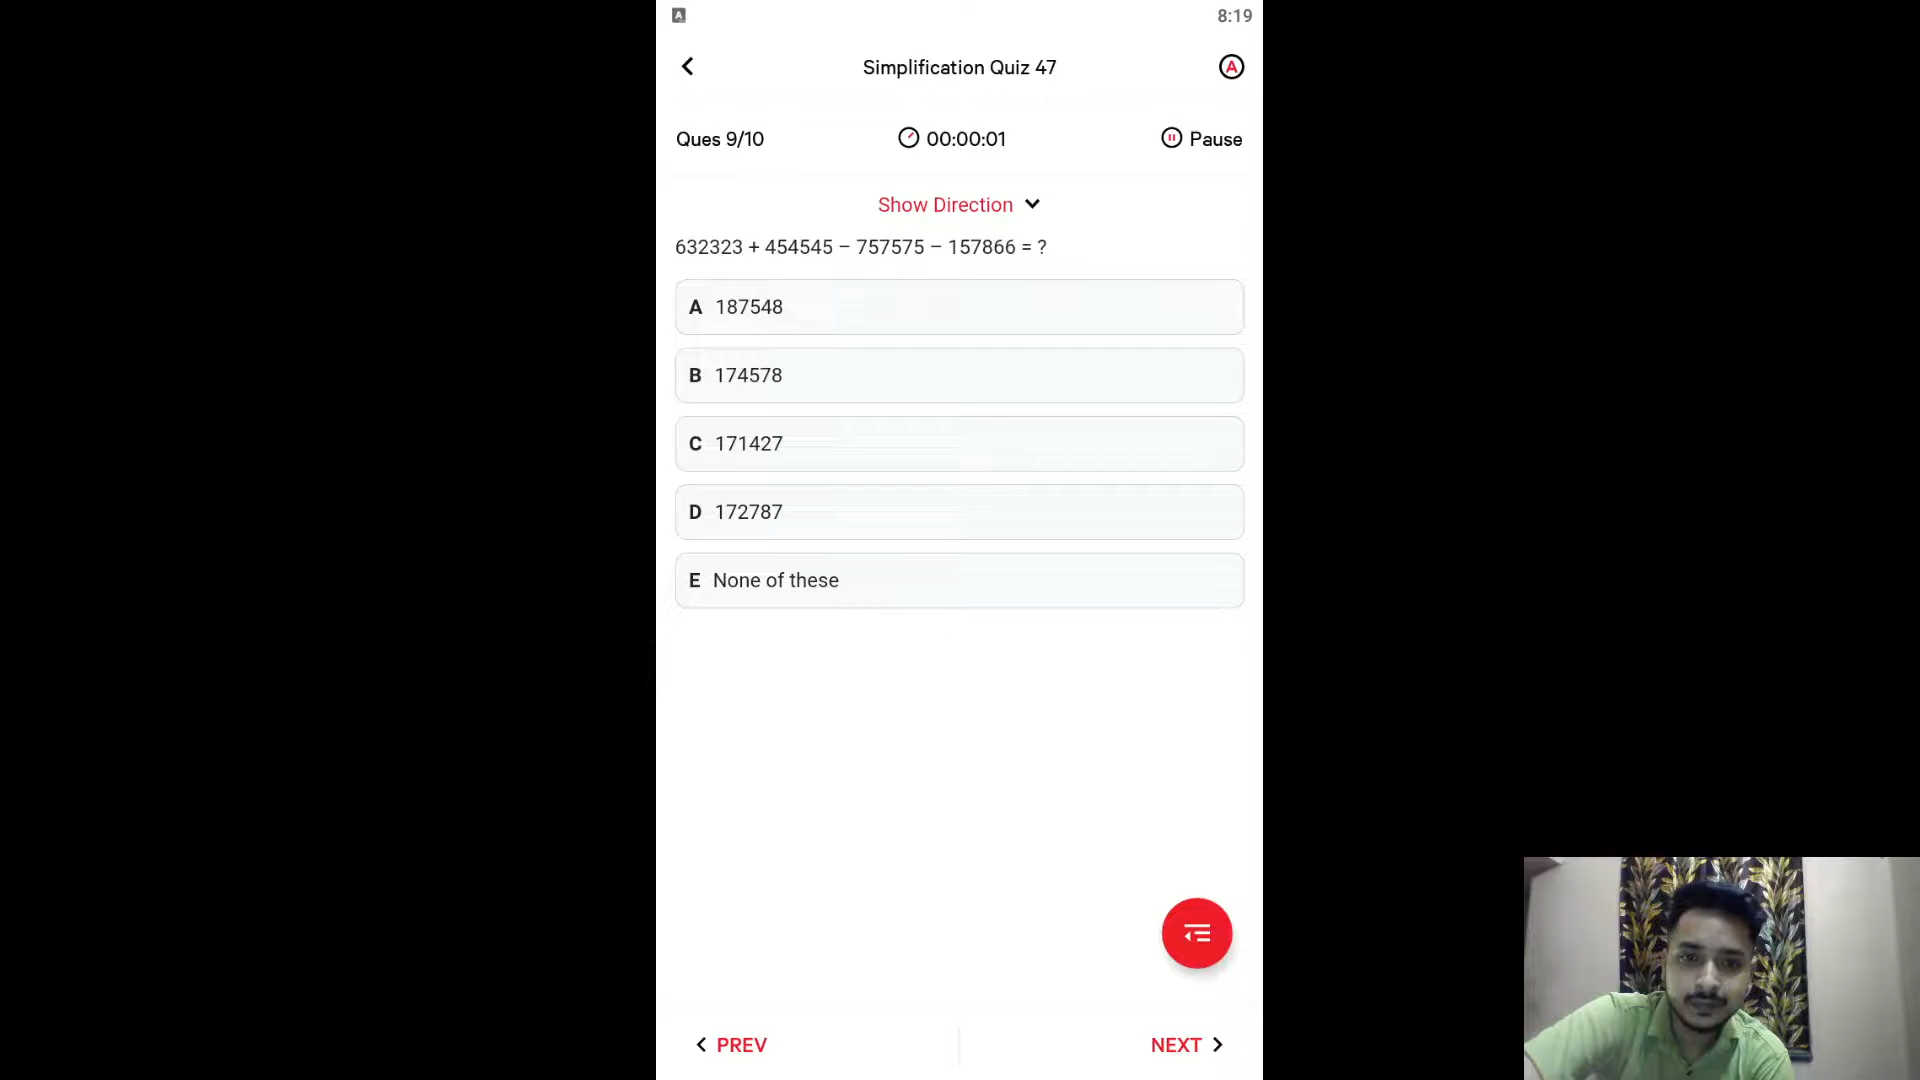 A 8:19
Simplification Quiz 47 A
Ques 9/10 00:00:01 Pause
Show Direction
632323 + 454545 – 757575 – 157866 = ?
A 187548
B 174578
C 171427
D 172787
E None of these
PREV NEXT